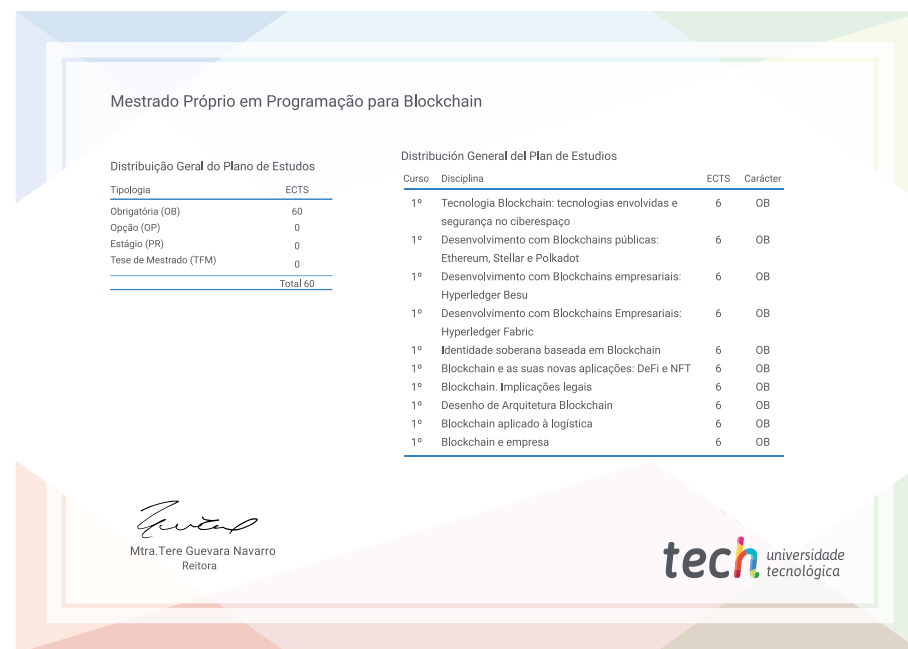 Mestrado Próprio em Programação para Blockchain
Distribuição Geral do Plano de Estudos
Tipologia ECTS
Obrigatória (OB) 60
Opção (OP) 0
Estágio (PR) 0
Tese de Mestrado (TFM) 0
Total 60
Distribución General del Plan de Estudios
Curso Disciplina ECTS Carácter
1º Tecnologia Blockchain: tecnologias envolvidas e 6 OB
segurança no ciberespaço
1º Desenvolvimento com Blockchains públicas: 6 OB
Ethereum, Stellar e Polkadot
1º Desenvolvimento com Blockchains empresariais: 6 OB
Hyperledger Besu
1º Desenvolvimento com Blockchains Empresariais: 6 OB
Hyperledger Fabric
1º Identidade soberana baseada em Blockchain 6 OB
1º Blockchain e as suas novas aplicações: DeFi e NFT 6 OB
1º Blockchain. Implicações legais 6 OB
1º Desenho de Arquitetura Blockchain 6 OB
1º Blockchain aplicado à logística 6 OB
1º Blockchain e empresa 6 OB
Mtra.Tere Guevara Navarro
Reitora
tech universidade
tecnológica